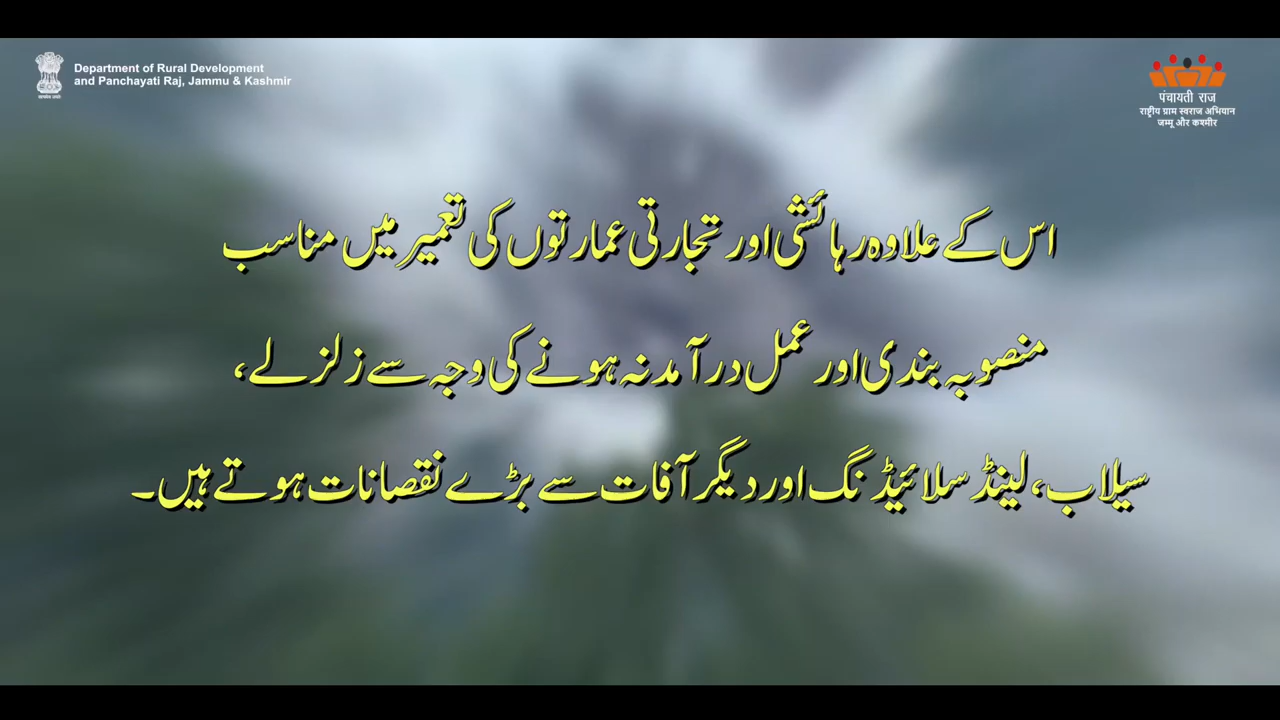 Department of Rural Development
and Panchayati Raj, Jammu & Kashmir
पंचायती राज
राष्ट्रीय ग्राम स्वराज अभियान
जम्मू और कश्मीर
اس کے علاوہ رہائشی اور تجارتی عمارتوں کی تعمیر میں مناسب
منصوبہ بندی اور عمل درآمد نہ ہونے کی وجہ سے زلزلے،
سیلاب، لینڈ سلائیڈنگ اور دیگر آفات سے بڑے نقصانات ہوتے ہیں۔